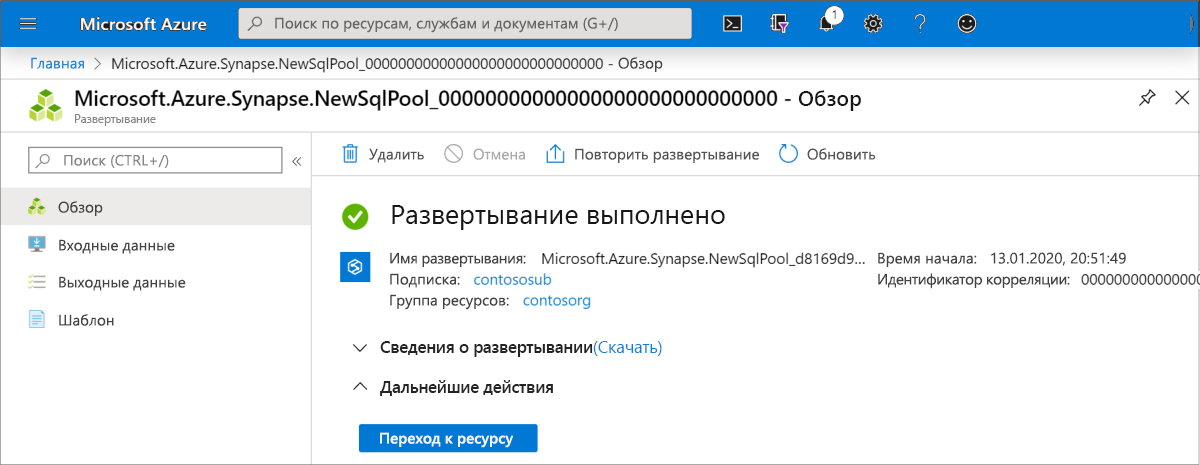 Microsoft Azure
Поиск по ресурсам, службам и документам (G+/)
1
?
Главная > Microsoft.Azure.Synapse.NewSqlPool_00000000000000000000000000000 - Обзор
Microsoft.Azure.Synapse.NewSqlPool_00000000000000000000000000000 - Обзор
Развертывание
Поиск (CTRL+/)
«
Удалить
Отмена
Повторить развертывание
Обновить
Обзор
Входные данные
Выходные данные
Шаблон
Развертывание выполнено
Имя развертывания: Microsoft.Azure.Synapse.NewSqlPool_d8169d9...
Подписка: contososub
Группа ресурсов: contosorg
Время начала: 13.01.2020, 20:51:49
Идентификатор корреляции: 000000000000000
Сведения о развертывании(Скачать)
Дальнейшие действия
Переход к ресурсу